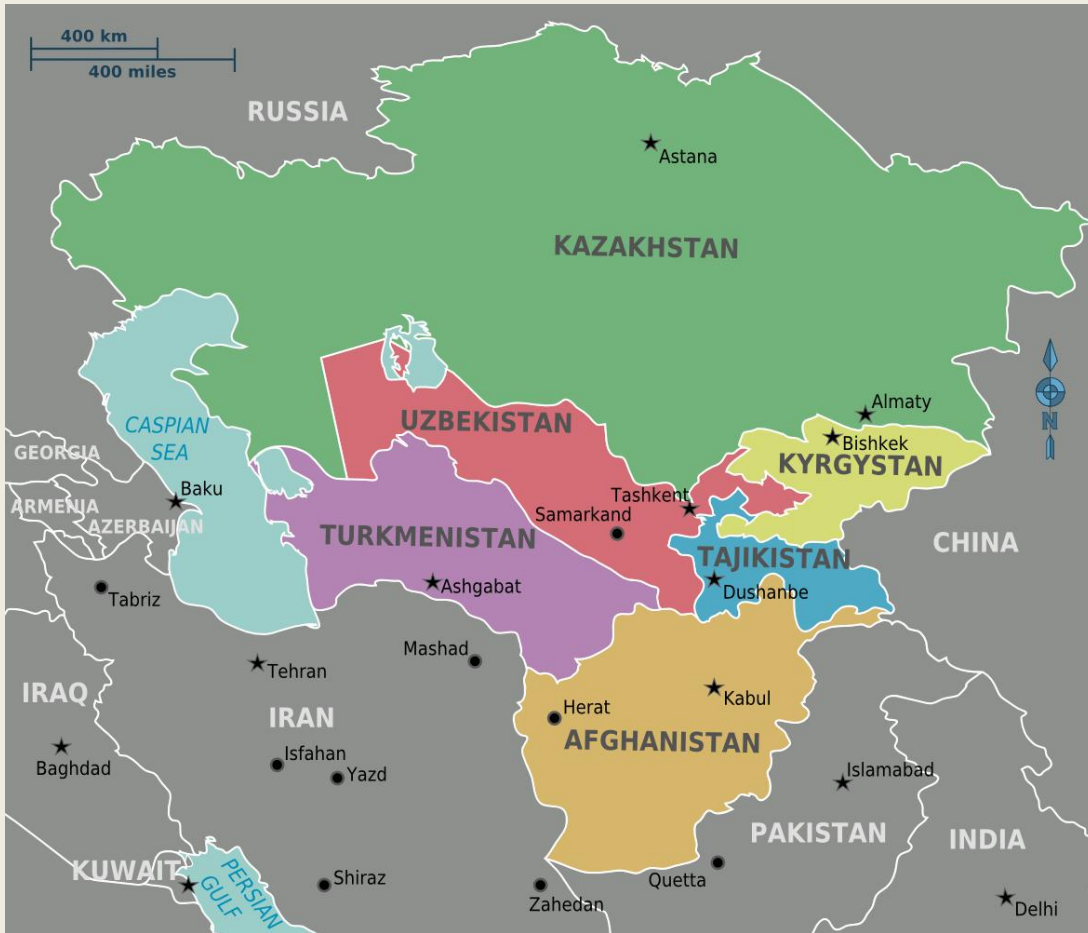 400 km
400 miles
RUSSIA
Astana
KAZAKHSTAN
CASPIAN
SEA
UZBEKISTAN
Almaty
Bishkek
KYRGYSTAN
N
GEORGIA
ARMENIA
AZERBAIJAN
Baku
Tashkent
Samarkand
TURKMENISTAN
TAJIKISTAN
CHINA
Ashgabat
Dushanbe
Tabriz
Mashad
Tehran
IRAQ
IRAN
Herat
Kabul
AFGHANISTAN
Baghdad
Isfahan
Yazd
Islamabad
PAKISTAN
INDIA
KUWAIT
PERSIAN
GULF
Shiraz
Zahedan
Quetta
Delhi